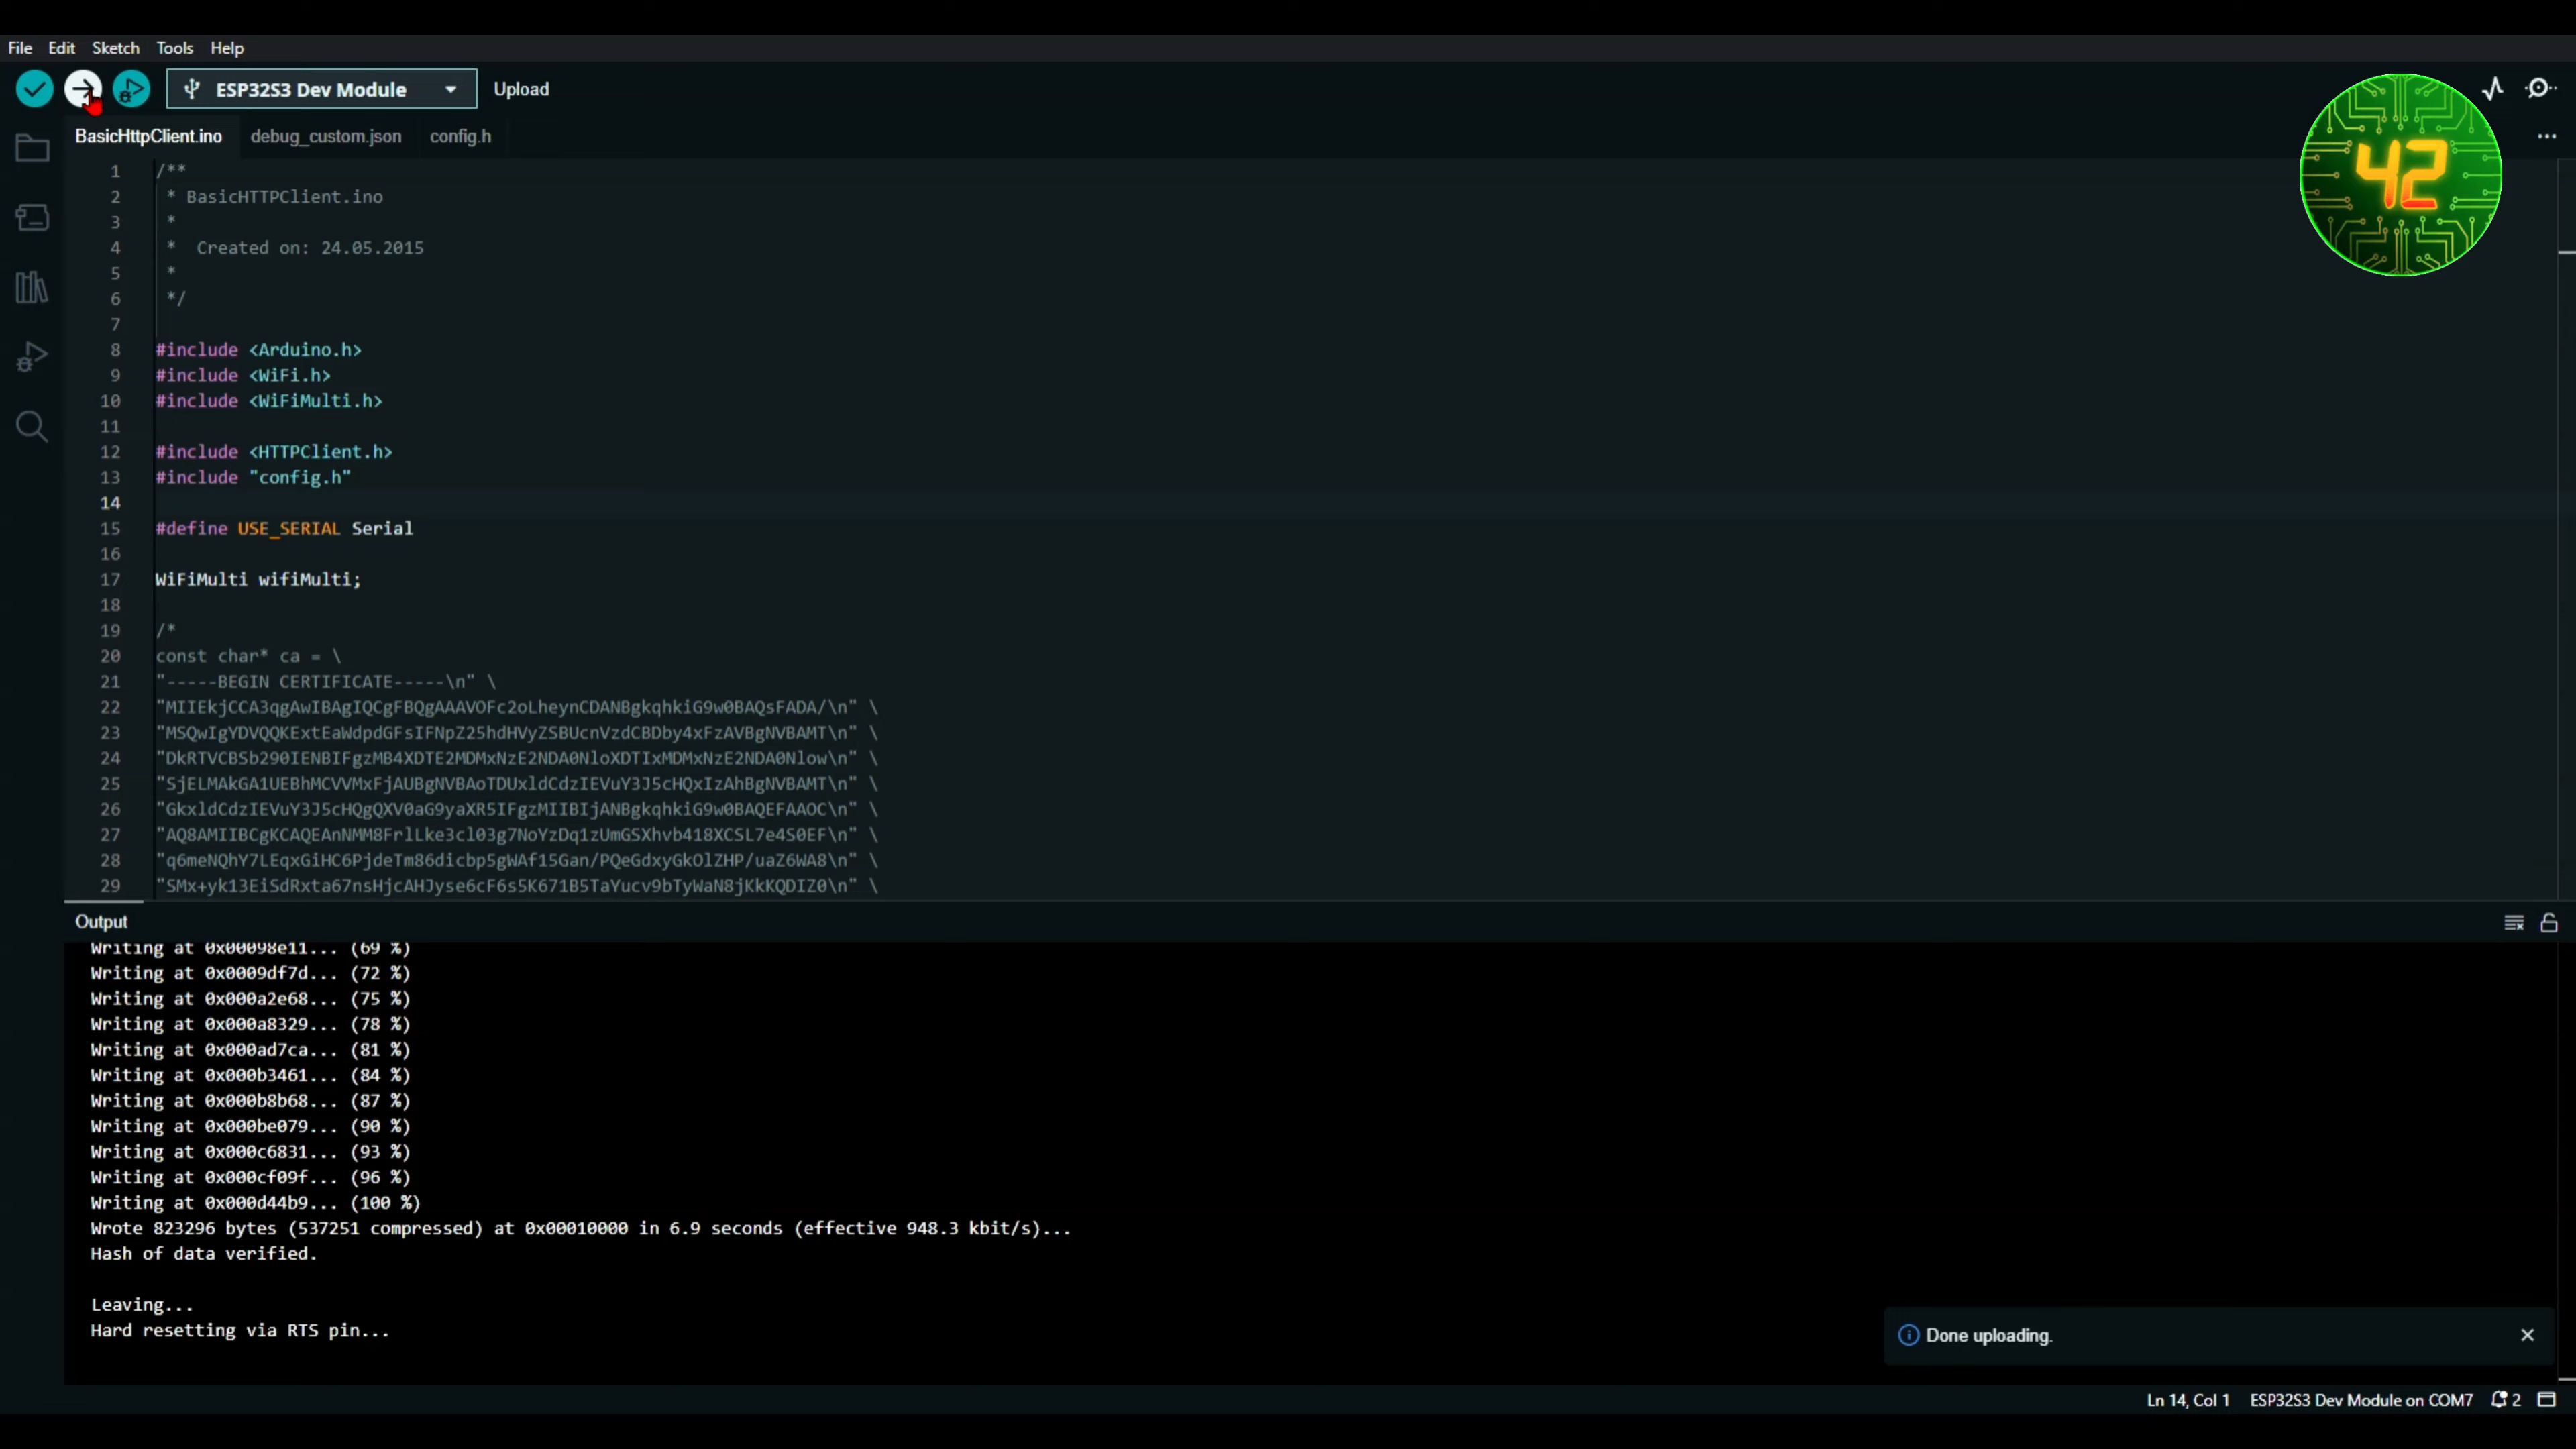 File Edit Sketch Tools Help
ESP32S3 Dev Module Upload
42
BasicHttpClient.ino debug_custom.json config.h
1 /**
2 * BasicHTTPClient.ino
3 *
4 * Created on: 24.05.2015
5 *
6 */
7
8 #include <Arduino.h>
9 #include <WiFi.h>
10 #include <WiFiMulti.h>
11
12 #include <HTTPClient.h>
13 #include "config.h"
14
15 #define USE_SERIAL Serial
16
17 WiFiMulti wifiMulti;
18
19 /*
20 const char* ca = \
21 "-----BEGIN CERTIFICATE-----\n" \
22 "MIIEkjCCA3qgAwIBAgIQCgFBQgAAAVOFc2oLheynCDANBgkqhkiG9w0BAQsFADA/\n" \
23 "MSQwIgYDVQQKExtEaWdpdGFsIFNpZ25hdHVyZSBUcnVzdCBDby4xFzAVBgNVBAMT\n" \
24 "DkRTVCBSb290IENBIFgzMB4XDTE2MDMxNzE2NDA0NloXDTIxMDMxNzE2NDA0Nlow\n" \
25 "SjELMAkGA1UEBhMCVVMxFjAUBgNVBAoTDUxldCdzIEVuY3J5cHQxIzAhBgNVBAMT\n" \
26 "GkxldCdzIEVuY3J5cHQgQXV0aG9yaXR5IFgzMIIBIjANBgkqhkiG9w0BAQEFAAOC\n" \
27 "AQ8AMIIBCgKCAQEAnNMM8FrlLke3cl03g7NoYzDq1zUmGSXhvb418XCSL7e4S0EF\n" \
28 "q6meNQhY7LEqxGiHC6PjdeTm86dicbp5gWAf15Gan/PQeGdxyGkOlZHP/uaZ6WA8\n" \
29 "SMx+yk13EiSdRxta67nsHjcAHJyse6cF6s5K671B5TaYucv9bTyWaN8jKkKQDIZ0\n" \
Output
Writing at 0x00098e11... (69 %)
Writing at 0x0009df7d... (72 %)
Writing at 0x000a2e68... (75 %)
Writing at 0x000a8329... (78 %)
Writing at 0x000ad7ca... (81 %)
Writing at 0x000b3461... (84 %)
Writing at 0x000b8b68... (87 %)
Writing at 0x000be079... (90 %)
Writing at 0x000c6831... (93 %)
Writing at 0x000cf09f... (96 %)
Writing at 0x000d44b9... (100 %)
Wrote 823296 bytes (537251 compressed) at 0x00010000 in 6.9 seconds (effective 948.3 kbit/s)...
Hash of data verified.
Leaving...
Hard resetting via RTS pin...
Done uploading.
Ln 14, Col 1 ESP32S3 Dev Module on COM7 2